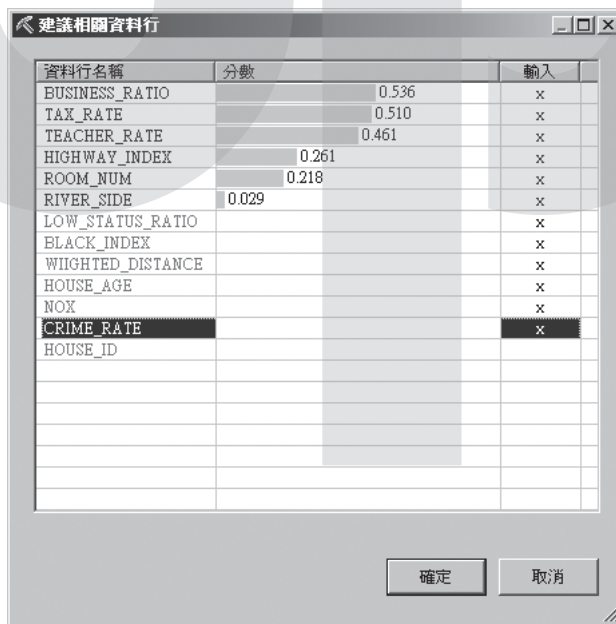 建議相關資料行
資料行名稱 分數 輸入
BUSINESS_RATIO 0.536 x
TAX_RATE 0.510 x
TEACHER_RATE 0.461 x
HIGHWAY_INDEX 0.261 x
ROOM_NUM 0.218 x
RIVER_SIDE 0.029 x
LOW_STATUS_RATIO x
BLACK_INDEX x
WIIGHTED_DISTANCE x
HOUSE_AGE x
NOX x
CRIME_RATE x
HOUSE_ID
確定 取消